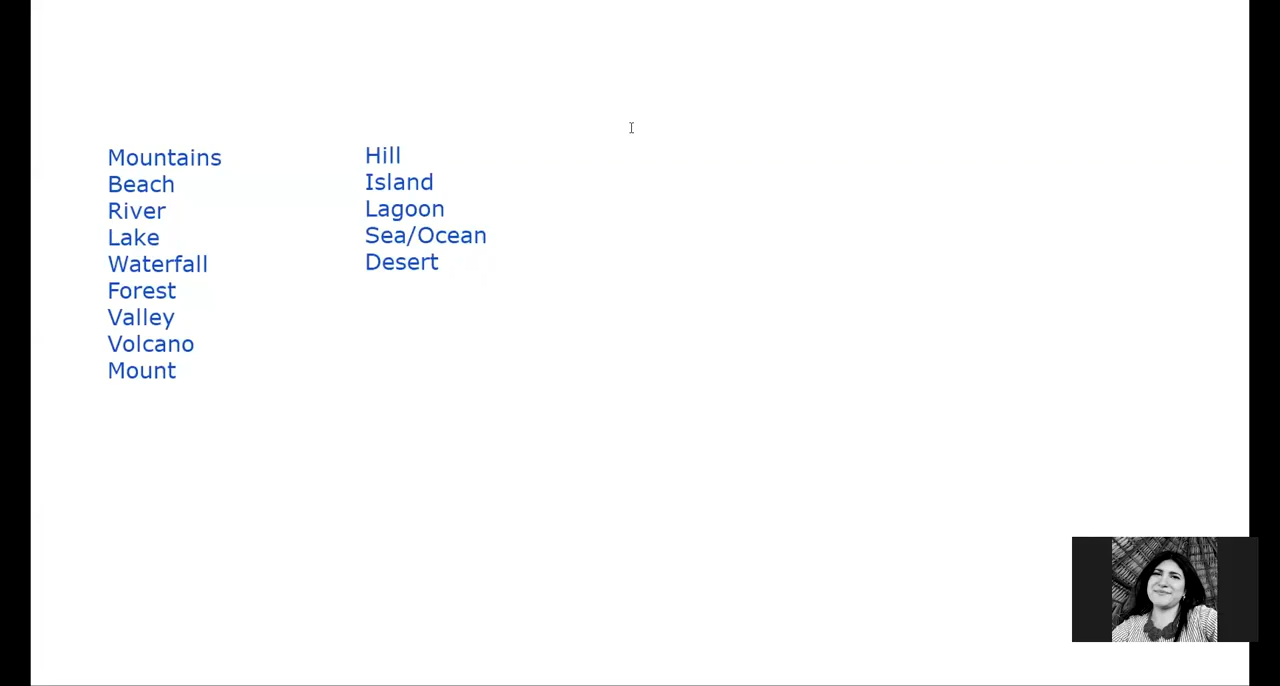 Mountains
Beach
River
Lake
Waterfall
Forest
Valley
Volcano
Mount
Hill
Island
Lagoon
Sea/Ocean
Desert